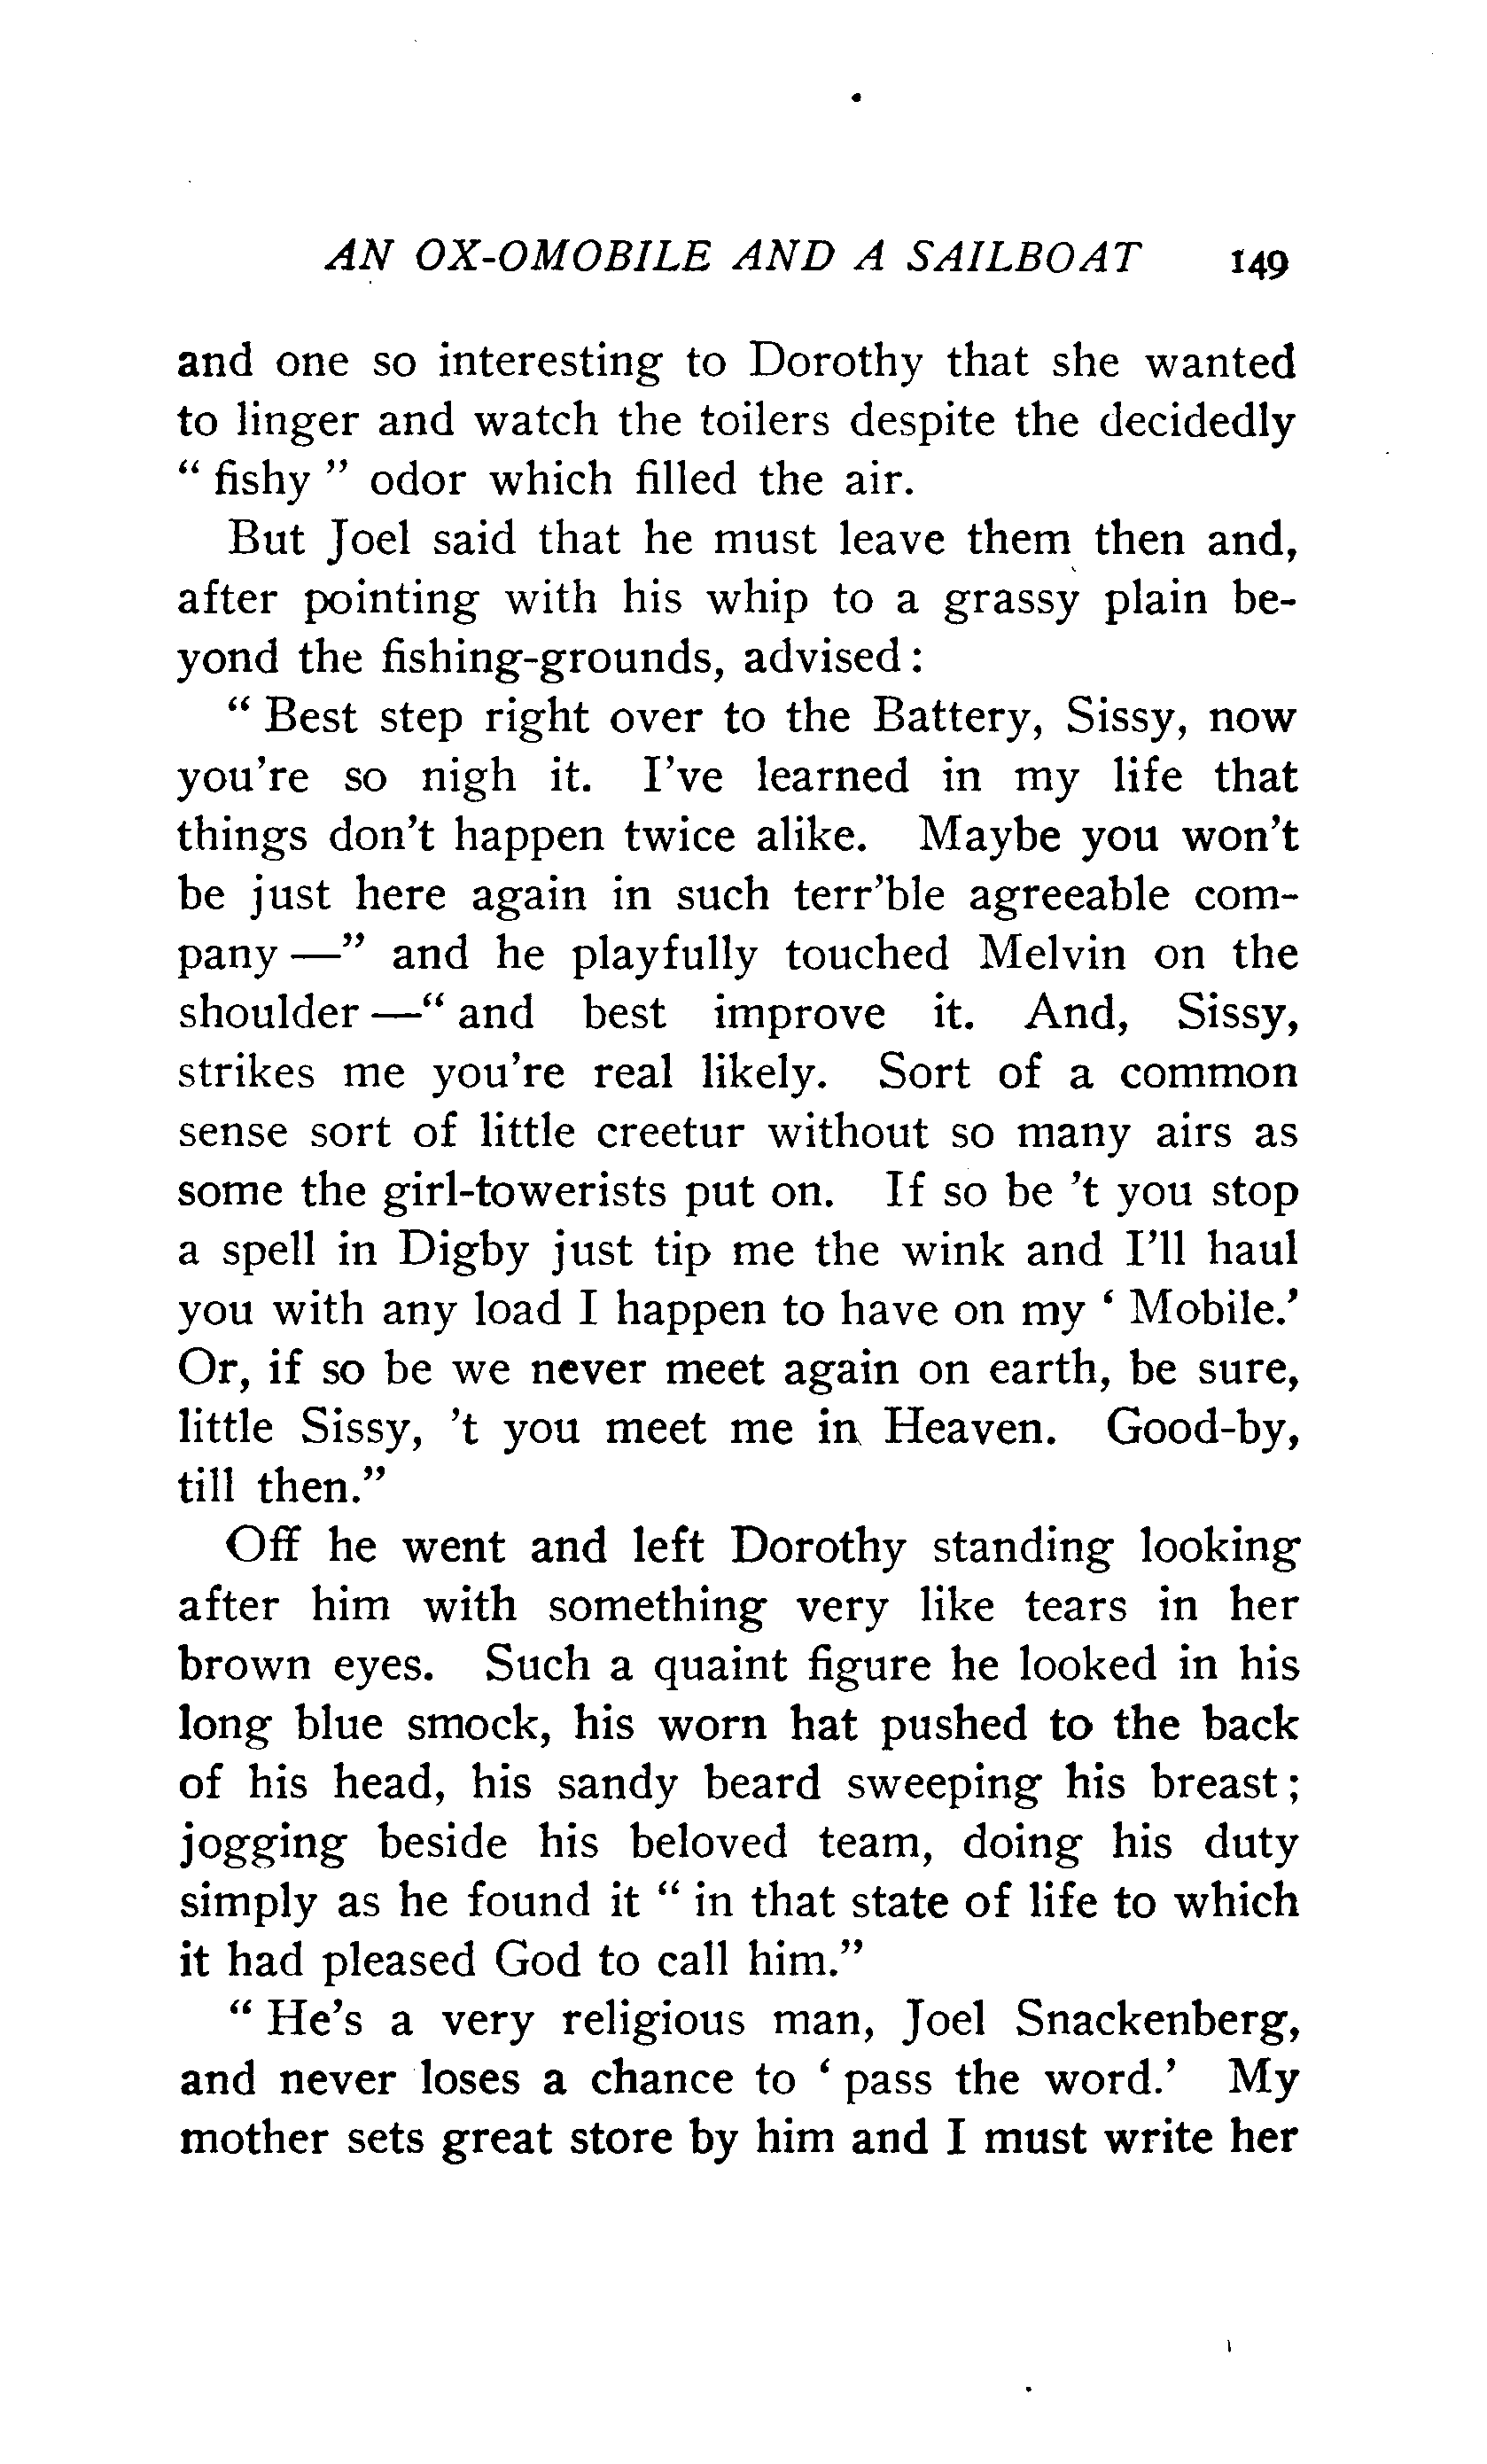 AN OX-OMOBILE AND A SAILBOAT 149
and one so interesting to Dorothy that she wanted
to linger and watch the toilers despite the decidedly
“ fishy ” odor which filled the air.
But Joel said that he must leave them then and,
after pointing with his whip to a grassy plain be-
yond the fishing-grounds, advised :
“ Best step right over to the Battery, Sissy, now
you’re so nigh it. I’ve learned in my life that
things don’t happen twice alike. Maybe you won’t
be just here again in such terr’ble agreeable com-
pany —” and he playfully touched Melvin on the
shoulder —“ and best improve it. And, Sissy,
strikes me you’re real likely. Sort of a common
sense sort of little creetur without so many airs as
some the girl-towerists put on. If so be ’t you stop
a spell in Digby just tip me the wink and I’ll haul
you with any load I happen to have on my ‘ Mobile.’
Or, if so be we never meet again on earth, be sure,
little Sissy, ’t you meet me in Heaven. Good-by,
till then.”
Off he went and left Dorothy standing looking
after him with something very like tears in her
brown eyes. Such a quaint figure he looked in his
long blue smock, his worn hat pushed to the back
of his head, his sandy beard sweeping his breast ;
jogging beside his beloved team, doing his duty
simply as he found it “ in that state of life to which
it had pleased God to call him.”
“ He’s a very religious man, Joel Snackenberg,
and never loses a chance to ‘ pass the word.’ My
mother sets great store by him and I must write her